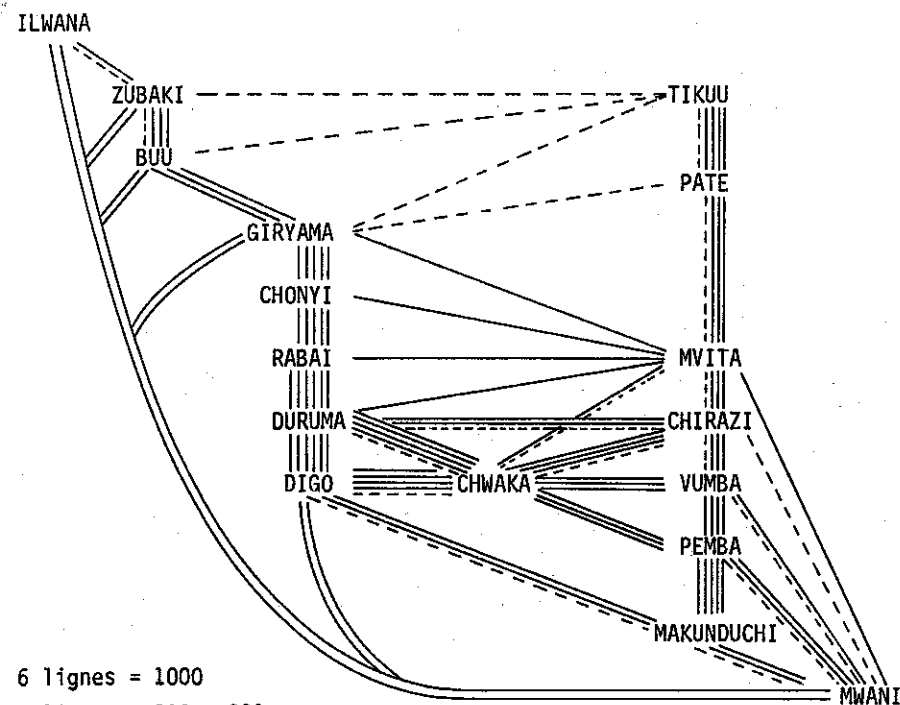 ILWANA
ZUBAKI TIKUU
BUU
PATE
GIRYAMA
CHONYI
RABAI MVITA
DURUMA CHIRAZI
DIGO CHWAKA VUMBA
PEMBA
MAKUNDUCHI
6 lignes = 1000
MWANI